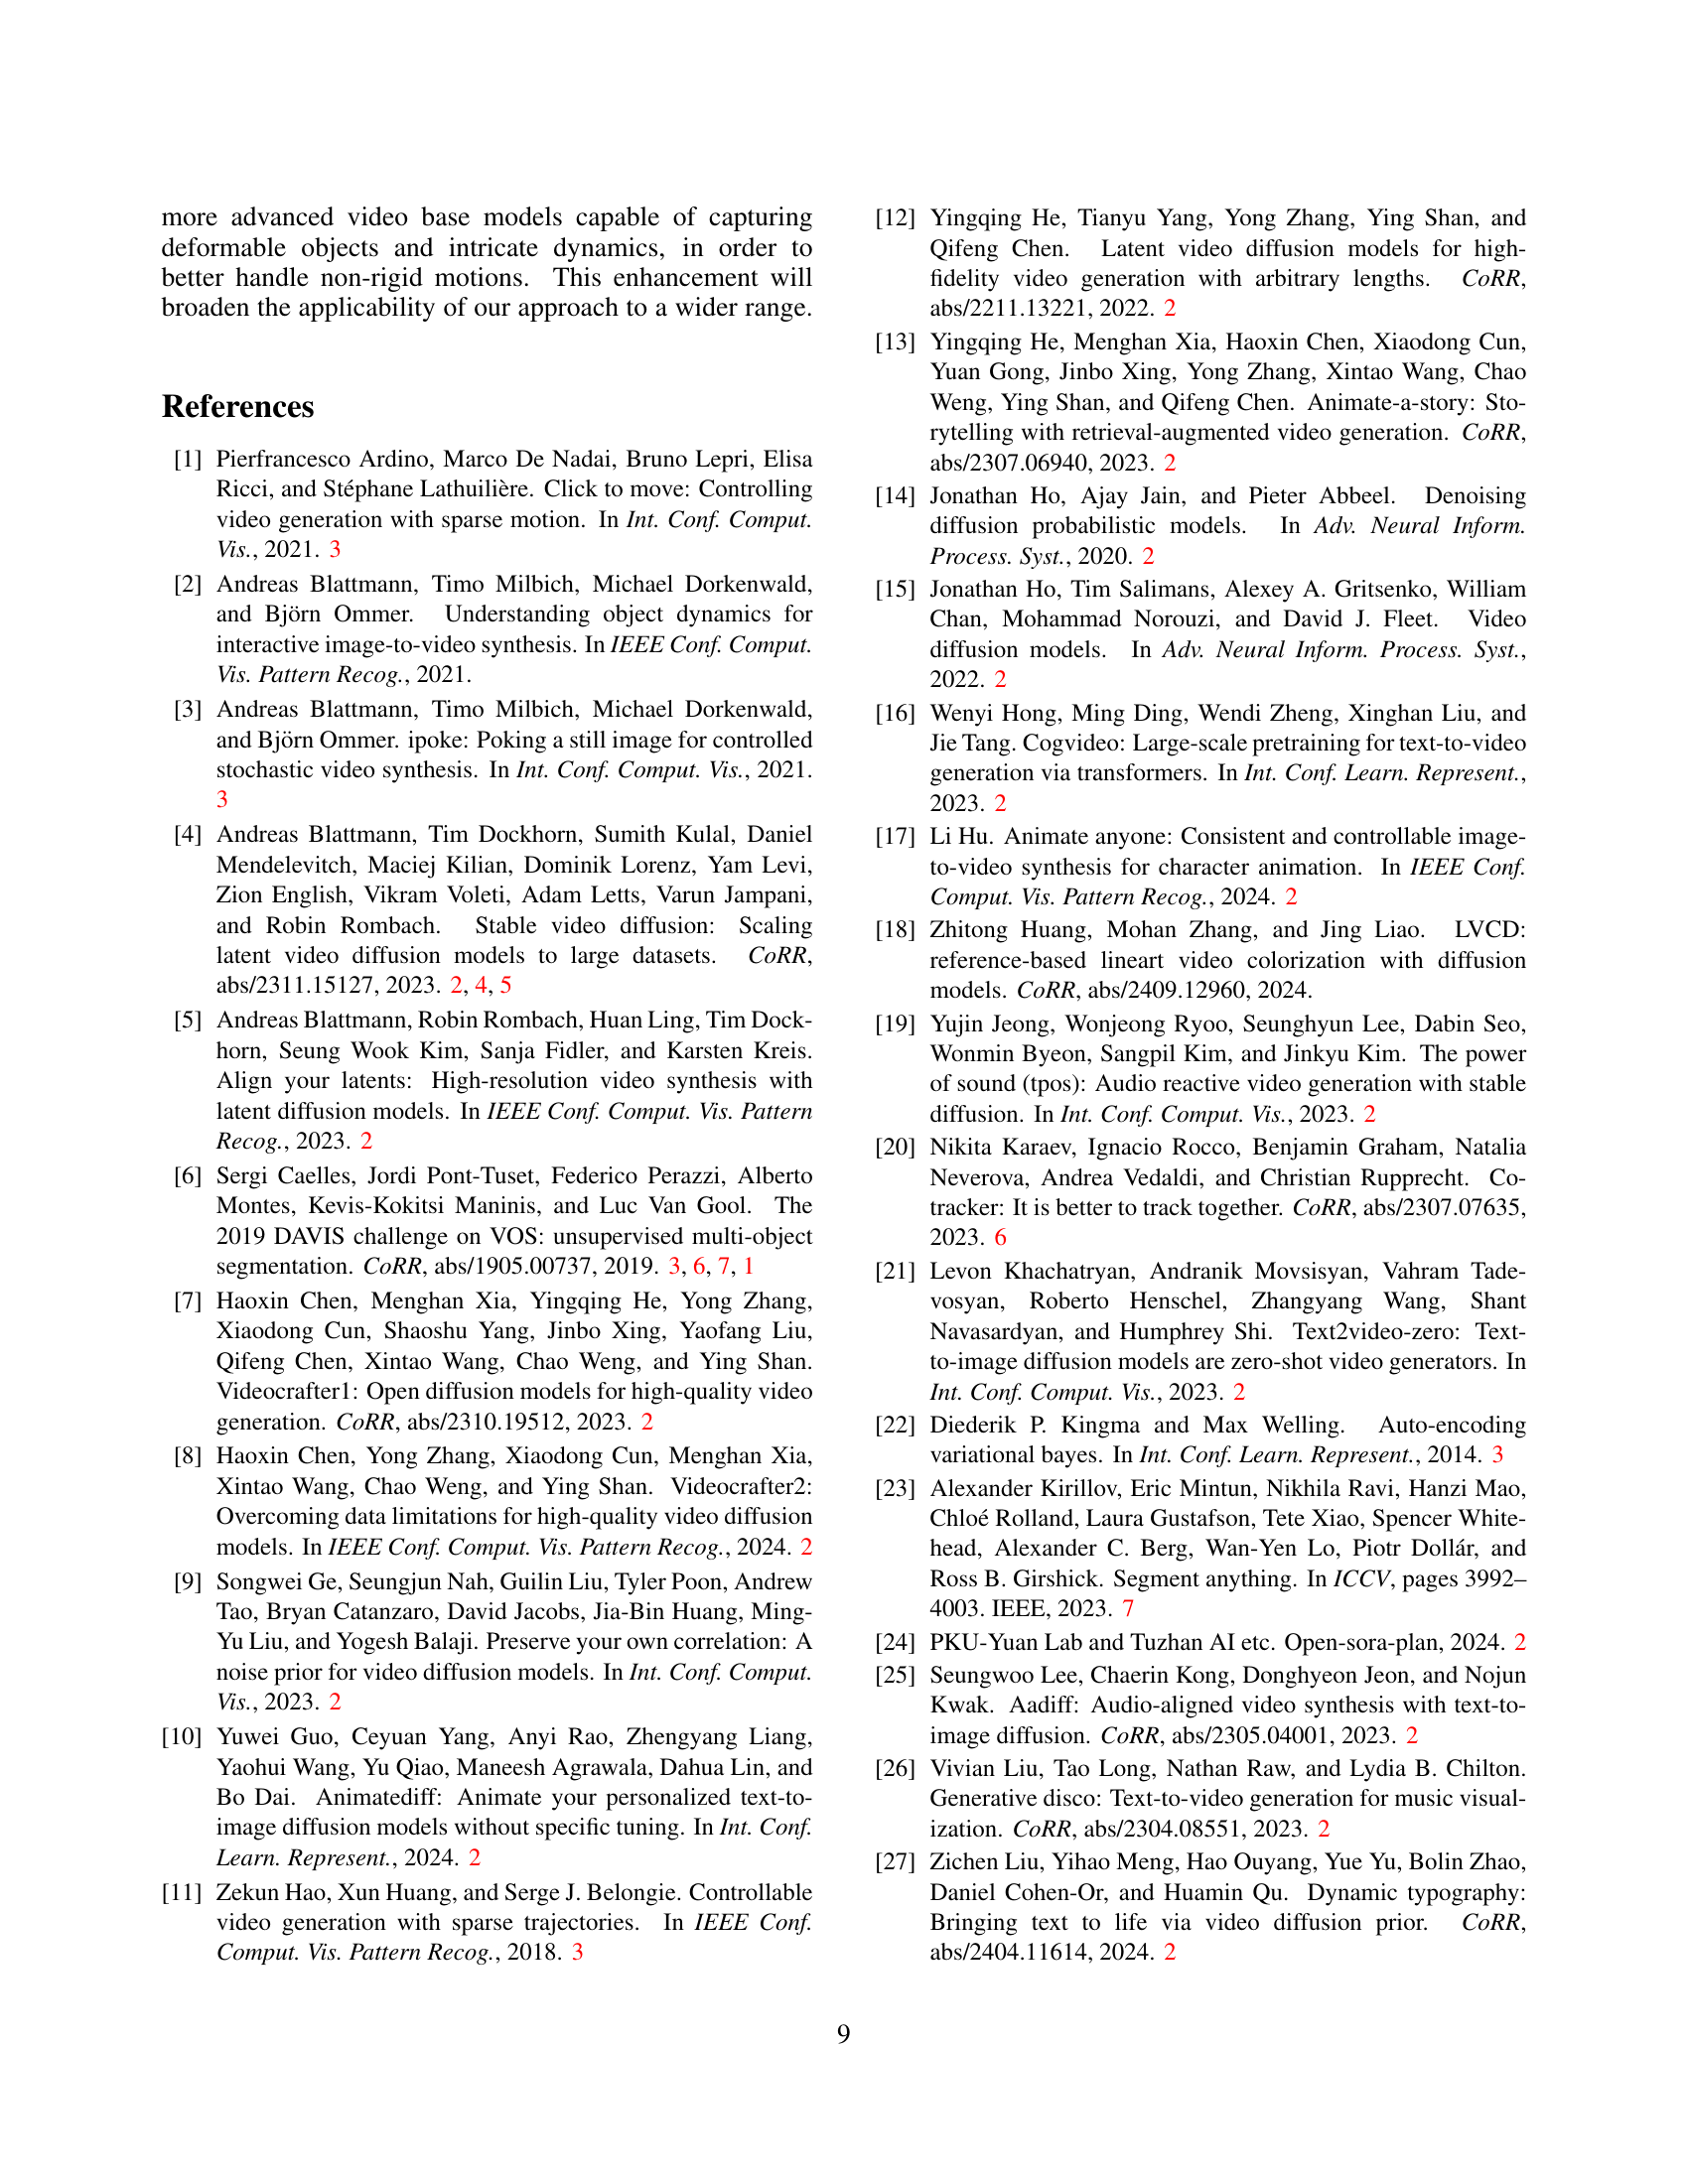 more advanced video base models capable of capturing
deformable objects and intricate dynamics, in order to
better handle non-rigid motions. This enhancement will
broaden the applicability of our approach to a wider range.
References
[1] Pierfrancesco Ardino, Marco De Nadai, Bruno Lepri, Elisa
Ricci, and Stéphane Lathuilière. Click to move: Controlling
video generation with sparse motion. In Int. Conf. Comput.
Vis., 2021. 3
[2] Andreas Blattmann, Timo Milbich, Michael Dorkenwald,
and Björn Ommer. Understanding object dynamics for
interactive image-to-video synthesis. In IEEE Conf. Comput.
Vis. Pattern Recog., 2021.
[3] Andreas Blattmann, Timo Milbich, Michael Dorkenwald,
and Björn Ommer. ipoke: Poking a still image for controlled
stochastic video synthesis. In Int. Conf. Comput. Vis., 2021.
3
[4] Andreas Blattmann, Tim Dockhorn, Sumith Kulal, Daniel
Mendelevitch, Maciej Kilian, Dominik Lorenz, Yam Levi,
Zion English, Vikram Voleti, Adam Letts, Varun Jampani,
and Robin Rombach. Stable video diffusion: Scaling
latent video diffusion models to large datasets. CoRR,
abs/2311.15127, 2023. 2, 4, 5
[5] Andreas Blattmann, Robin Rombach, Huan Ling, Tim Dock-
horn, Seung Wook Kim, Sanja Fidler, and Karsten Kreis.
Align your latents: High-resolution video synthesis with
latent diffusion models. In IEEE Conf. Comput. Vis. Pattern
Recog., 2023. 2
[6] Sergi Caelles, Jordi Pont-Tuset, Federico Perazzi, Alberto
Montes, Kevis-Kokitsi Maninis, and Luc Van Gool. The
2019 DAVIS challenge on VOS: unsupervised multi-object
segmentation. CoRR, abs/1905.00737, 2019. 3, 6, 7, 1
[7] Haoxin Chen, Menghan Xia, Yingqing He, Yong Zhang,
Xiaodong Cun, Shaoshu Yang, Jinbo Xing, Yaofang Liu,
Qifeng Chen, Xintao Wang, Chao Weng, and Ying Shan.
Videocrafter1: Open diffusion models for high-quality video
generation. CoRR, abs/2310.19512, 2023. 2
[8] Haoxin Chen, Yong Zhang, Xiaodong Cun, Menghan Xia,
Xintao Wang, Chao Weng, and Ying Shan. Videocrafter2:
Overcoming data limitations for high-quality video diffusion
models. In IEEE Conf. Comput. Vis. Pattern Recog., 2024. 2
[9] Songwei Ge, Seungjun Nah, Guilin Liu, Tyler Poon, Andrew
Tao, Bryan Catanzaro, David Jacobs, Jia-Bin Huang, Ming-
Yu Liu, and Yogesh Balaji. Preserve your own correlation: A
noise prior for video diffusion models. In Int. Conf. Comput.
Vis., 2023. 2
[10] Yuwei Guo, Ceyuan Yang, Anyi Rao, Zhengyang Liang,
Yaohui Wang, Yu Qiao, Maneesh Agrawala, Dahua Lin, and
Bo Dai. Animatediff: Animate your personalized text-to-
image diffusion models without specific tuning. In Int. Conf.
Learn. Represent., 2024. 2
[11] Zekun Hao, Xun Huang, and Serge J. Belongie. Controllable
video generation with sparse trajectories. In IEEE Conf.
Comput. Vis. Pattern Recog., 2018. 3
[12] Yingqing He, Tianyu Yang, Yong Zhang, Ying Shan, and
Qifeng Chen. Latent video diffusion models for high-
fidelity video generation with arbitrary lengths. CoRR,
abs/2211.13221, 2022. 2
[13] Yingqing He, Menghan Xia, Haoxin Chen, Xiaodong Cun,
Yuan Gong, Jinbo Xing, Yong Zhang, Xintao Wang, Chao
Weng, Ying Shan, and Qifeng Chen. Animate-a-story: Sto-
rytelling with retrieval-augmented video generation. CoRR,
abs/2307.06940, 2023. 2
[14] Jonathan Ho, Ajay Jain, and Pieter Abbeel. Denoising
diffusion probabilistic models. In Adv. Neural Inform.
Process. Syst., 2020. 2
[15] Jonathan Ho, Tim Salimans, Alexey A. Gritsenko, William
Chan, Mohammad Norouzi, and David J. Fleet. Video
diffusion models. In Adv. Neural Inform. Process. Syst.,
2022. 2
[16] Wenyi Hong, Ming Ding, Wendi Zheng, Xinghan Liu, and
Jie Tang. Cogvideo: Large-scale pretraining for text-to-video
generation via transformers. In Int. Conf. Learn. Represent.,
2023. 2
[17] Li Hu. Animate anyone: Consistent and controllable image-
to-video synthesis for character animation. In IEEE Conf.
Comput. Vis. Pattern Recog., 2024. 2
[18] Zhitong Huang, Mohan Zhang, and Jing Liao. LVCD:
reference-based lineart video colorization with diffusion
models. CoRR, abs/2409.12960, 2024.
[19] Yujin Jeong, Wonjeong Ryoo, Seunghyun Lee, Dabin Seo,
Wonmin Byeon, Sangpil Kim, and Jinkyu Kim. The power
of sound (tpos): Audio reactive video generation with stable
diffusion. In Int. Conf. Comput. Vis., 2023. 2
[20] Nikita Karaev, Ignacio Rocco, Benjamin Graham, Natalia
Neverova, Andrea Vedaldi, and Christian Rupprecht. Co-
tracker: It is better to track together. CoRR, abs/2307.07635,
2023. 6
[21] Levon Khachatryan, Andranik Movsisyan, Vahram Tade-
vosyan, Roberto Henschel, Zhangyang Wang, Shant
Navasardyan, and Humphrey Shi. Text2video-zero: Text-
to-image diffusion models are zero-shot video generators. In
Int. Conf. Comput. Vis., 2023. 2
[22] Diederik P. Kingma and Max Welling. Auto-encoding
variational bayes. In Int. Conf. Learn. Represent., 2014. 3
[23] Alexander Kirillov, Eric Mintun, Nikhila Ravi, Hanzi Mao,
Chloé Rolland, Laura Gustafson, Tete Xiao, Spencer White-
head, Alexander C. Berg, Wan-Yen Lo, Piotr Dollár, and
Ross B. Girshick. Segment anything. In ICCV, pages 3992–
4003. IEEE, 2023. 7
[24] PKU-Yuan Lab and Tuzhan AI etc. Open-sora-plan, 2024. 2
[25] Seungwoo Lee, Chaerin Kong, Donghyeon Jeon, and Nojun
Kwak. Aadiff: Audio-aligned video synthesis with text-to-
image diffusion. CoRR, abs/2305.04001, 2023. 2
[26] Vivian Liu, Tao Long, Nathan Raw, and Lydia B. Chilton.
Generative disco: Text-to-video generation for music visual-
ization. CoRR, abs/2304.08551, 2023. 2
[27] Zichen Liu, Yihao Meng, Hao Ouyang, Yue Yu, Bolin Zhao,
Daniel Cohen-Or, and Huamin Qu. Dynamic typography:
Bringing text to life via video diffusion prior. CoRR,
abs/2404.11614, 2024. 2
9